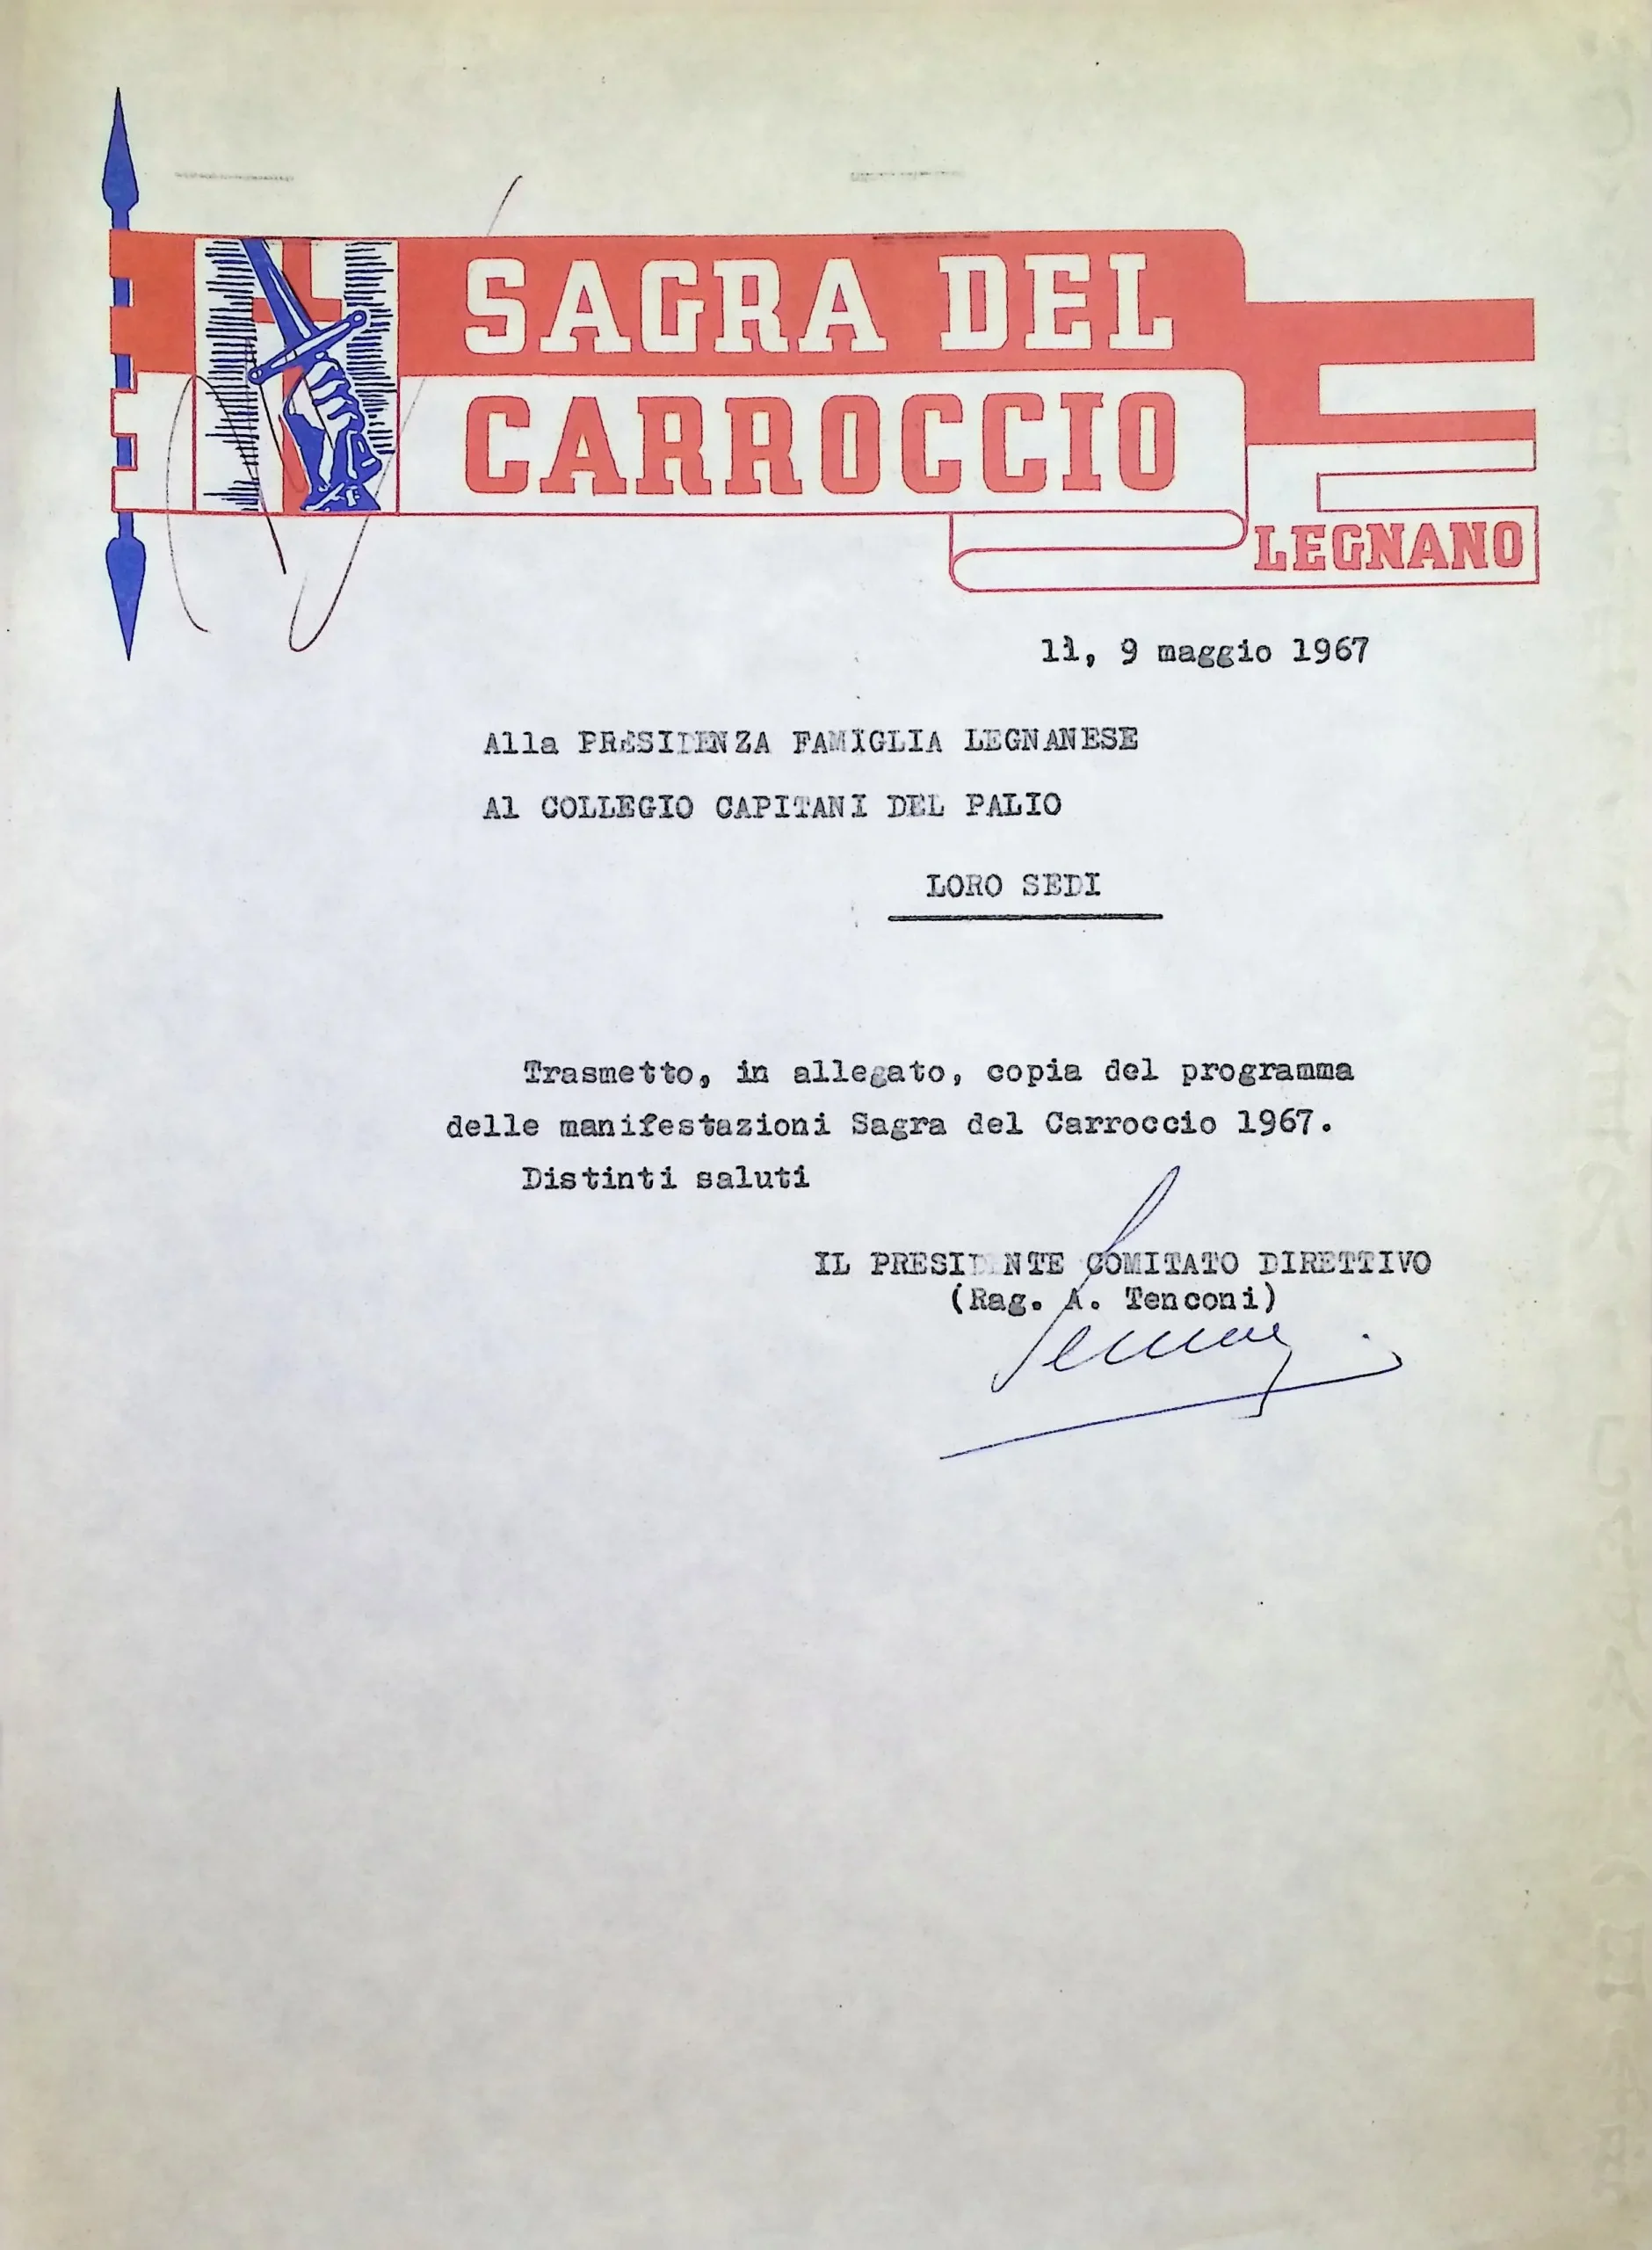 SAGRA DEL
CARROCCIO
LEGNANO
lì, 9 maggio 1967
Alla PRESIDENZA FAMIGLIA LEGNANESE
Al COLLEGIO CAPITANI DEL PALIO
LORO SEDI
Trasmetto, in allegato, copia del programma
delle manifestazioni Sagra del Carroccio 1967.
Distinti saluti
IL PRESIDENTE COMITATO DIRETTIVO
(Rag. A. Tenconi)